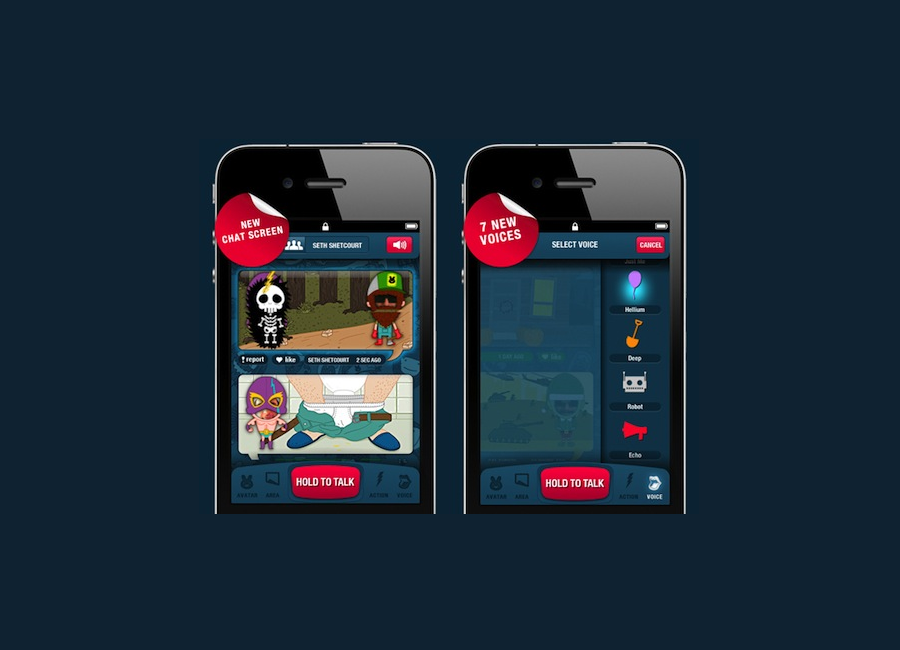 NEW
CHAT SCREEN
SETH SHETCOURT
! report
like
SETH SHETCOURT
2 SEC AGO
AVATAR
AREA
HOLD TO TALK
ACTION
VOICE
7 NEW
VOICES
SELECT VOICE
CANCEL
Just Me
Hellium
Deep
Robot
Echo
AVATAR
AREA
HOLD TO TALK
ACTION
VOICE